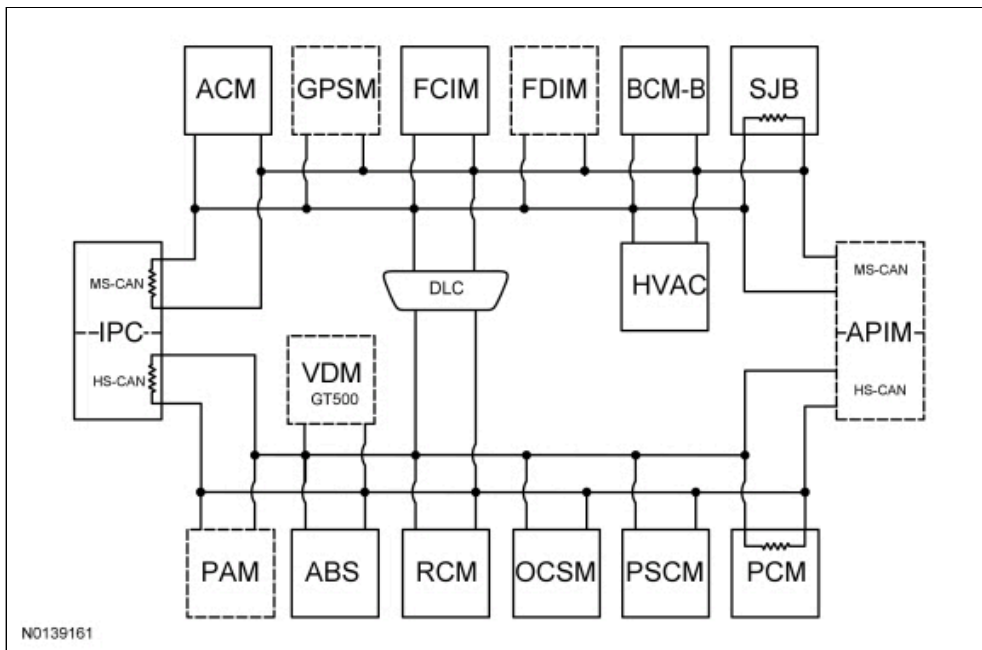 ACM
GPSM
FCIM
FDIM
BCM-B
SJB
MS-CAN
IPC
HS-CAN
DLC
HVAC
MS-CAN
APIM
HS-CAN
VDM
GT500
PAM
ABS
RCM
OCSM
PSCM
PCM
N0139161